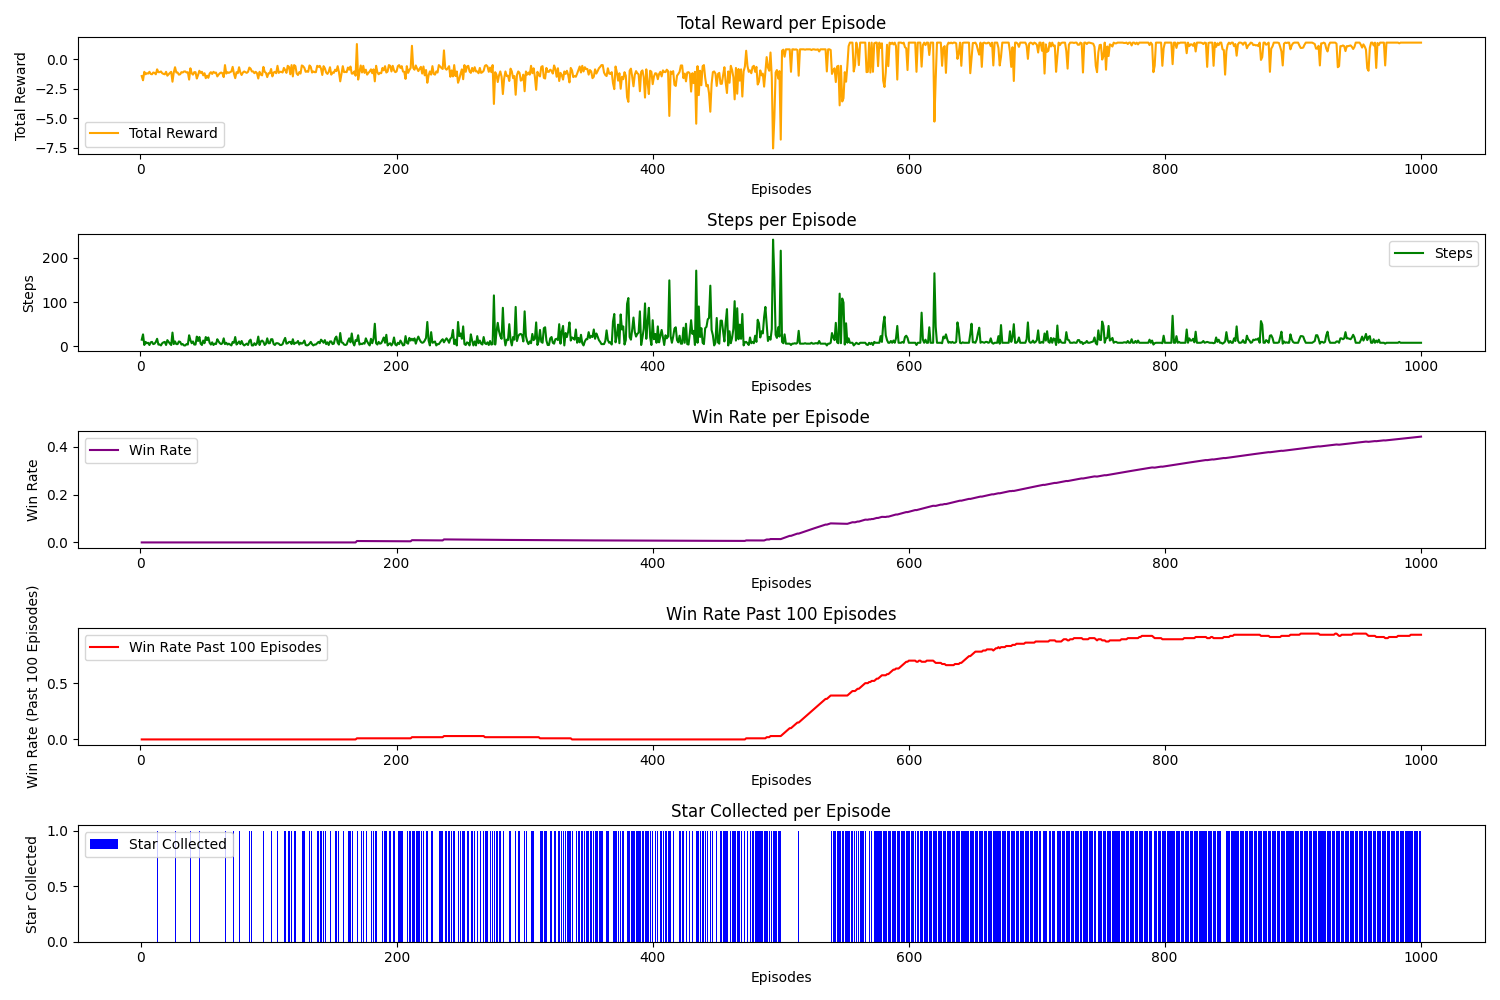 Total Reward per Episode
Total Reward
0.0
−2.5
−5.0
−7.5
Total Reward
0 200 400 600 800 1000
Episodes
Steps per Episode
Steps
200
100
0
Steps
0 200 400 600 800 1000
Episodes
Win Rate per Episode
Win Rate
0.4
0.2
0.0
Win Rate
0 200 400 600 800 1000
Episodes
Win Rate Past 100 Episodes
Win Rate (Past 100 Episodes)
0.5
0.0
Win Rate Past 100 Episodes
0 200 400 600 800 1000
Episodes
Star Collected per Episode
Star Collected
1.0
0.5
0.0
Star Collected
0 200 400 600 800 1000
Episodes